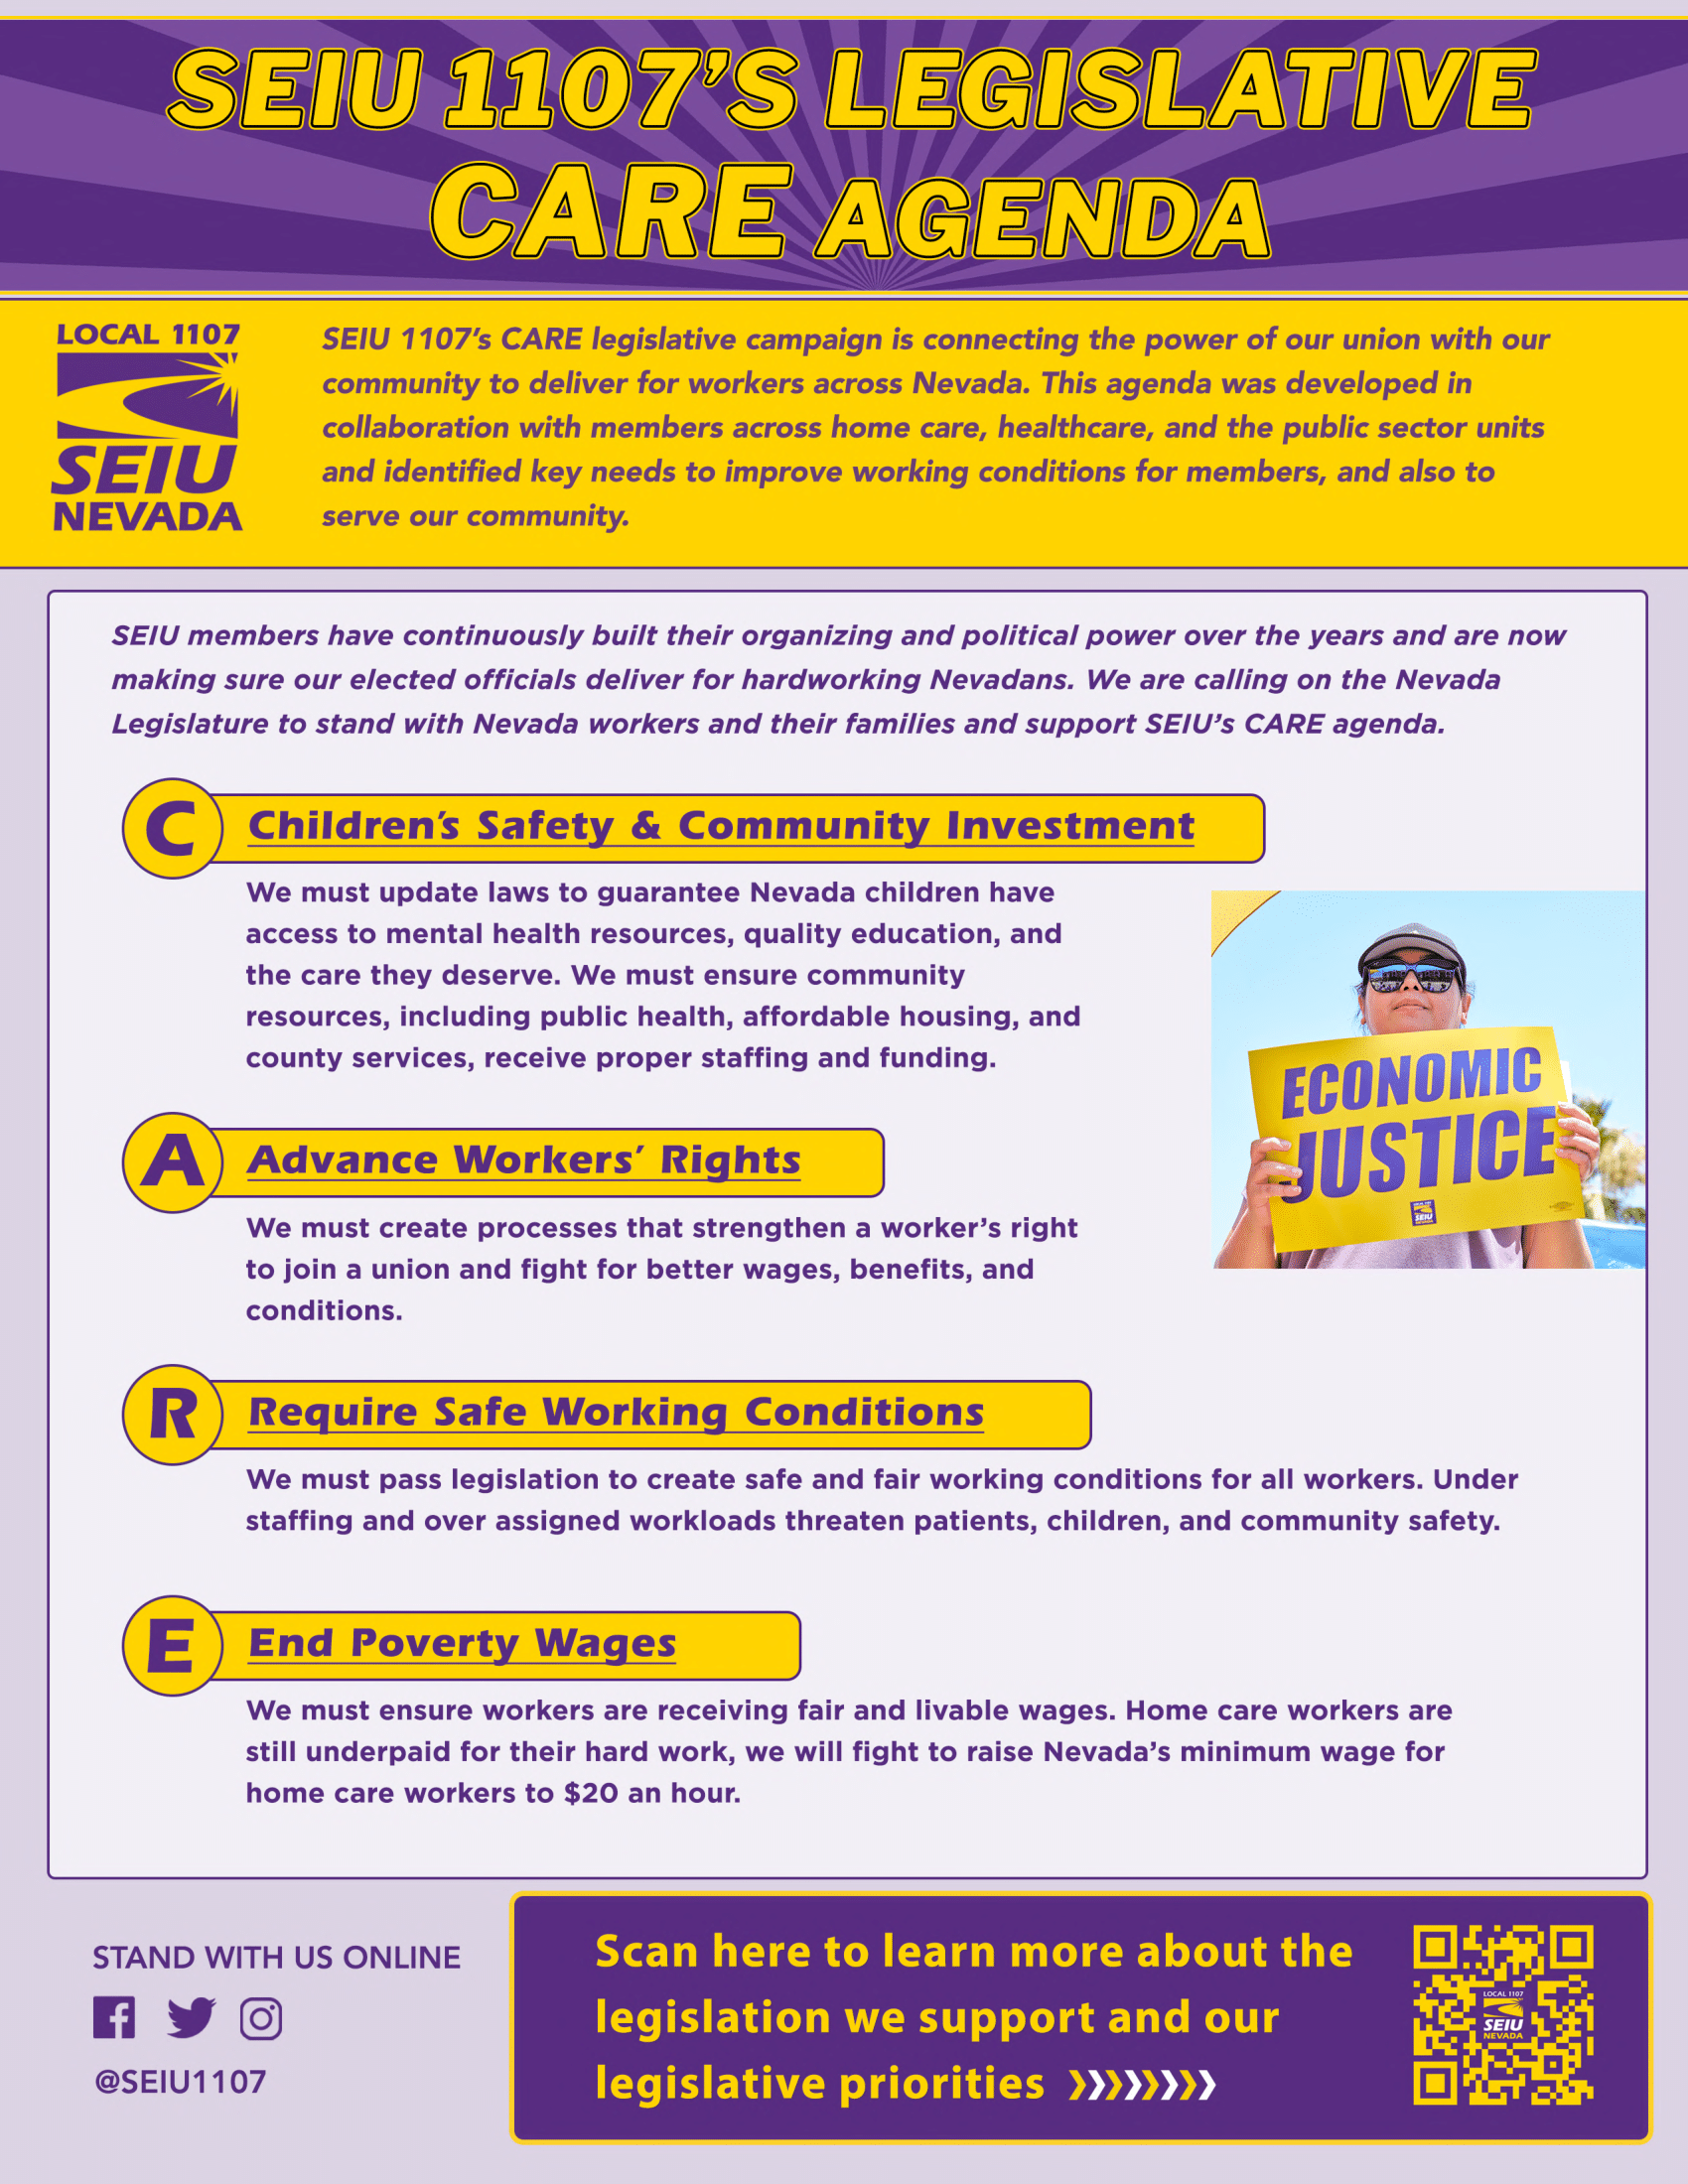 SEIU 1107’S LEGISLATIVE
CARE AGENDA
LOCAL 1107
SEIU
NEVADA
SEIU 1107’s CARE legislative campaign is connecting the power of our union with our
community to deliver for workers across Nevada. This agenda was developed in
collaboration with members across home care, healthcare, and the public sector units
and identified key needs to improve working conditions for members, and also to
serve our community.
SEIU members have continuously built their organizing and political power over the years and are now
making sure our elected officials deliver for hardworking Nevadans. We are calling on the Nevada
Legislature to stand with Nevada workers and their families and support SEIU’s CARE agenda.
C Children’s Safety & Community Investment
We must update laws to guarantee Nevada children have
access to mental health resources, quality education, and
the care they deserve. We must ensure community
resources, including public health, affordable housing, and
county services, receive proper staffing and funding.
ECONOMIC
JUSTICE
SEIU
A Advance Workers’ Rights
We must create processes that strengthen a worker’s right
to join a union and fight for better wages, benefits, and
conditions.
R Require Safe Working Conditions
We must pass legislation to create safe and fair working conditions for all workers. Under
staffing and over assigned workloads threaten patients, children, and community safety.
E End Poverty Wages
We must ensure workers are receiving fair and livable wages. Home care workers are
still underpaid for their hard work, we will fight to raise Nevada’s minimum wage for
home care workers to $20 an hour.
STAND WITH US ONLINE
@SEIU1107
Scan here to learn more about the
legislation we support and our
legislative priorities
LOCAL 1107
SEIU
NEVADA